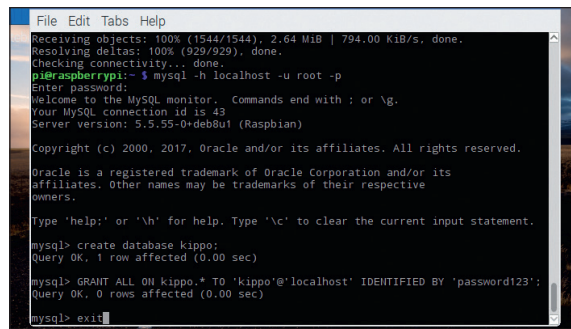 File Edit Tabs Help
Receiving objects: 100% (1544/1544), 2.64 MiB | 794.00 KiB/s, done.
Resolving deltas: 100% (929/929), done.
Checking connectivity... done.
pi@raspberrypi:~ $ mysql -h localhost -u root -p
Enter password:
Welcome to the MySQL monitor.  Commands end with ; or \g.
Your MySQL connection id is 43
Server version: 5.5.55-0+deb8u1 (Raspbian)
Copyright (c) 2000, 2017, Oracle and/or its affiliates. All rights reserved.
Oracle is a registered trademark of Oracle Corporation and/or its
affiliates. Other names may be trademarks of their respective
owners.
Type 'help;' or '\h' for help. Type '\c' to clear the current input statement.
mysql> create database kippo;
Query OK, 1 row affected (0.00 sec)
mysql> GRANT ALL ON kippo.* TO 'kippo'@'localhost' IDENTIFIED BY 'password123';
Query OK, 0 rows affected (0.00 sec)
mysql> exit